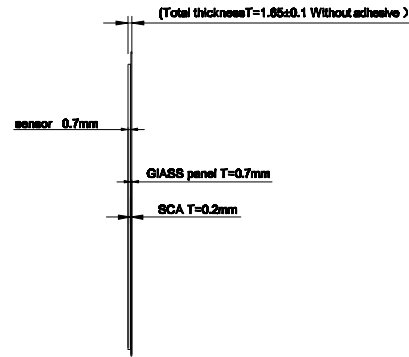 (Total thicknessT=1.65±0.1 Without adhesive )
sensor 0.7mm
GlASS panel T=0.7mm
SCA T=0.2mm